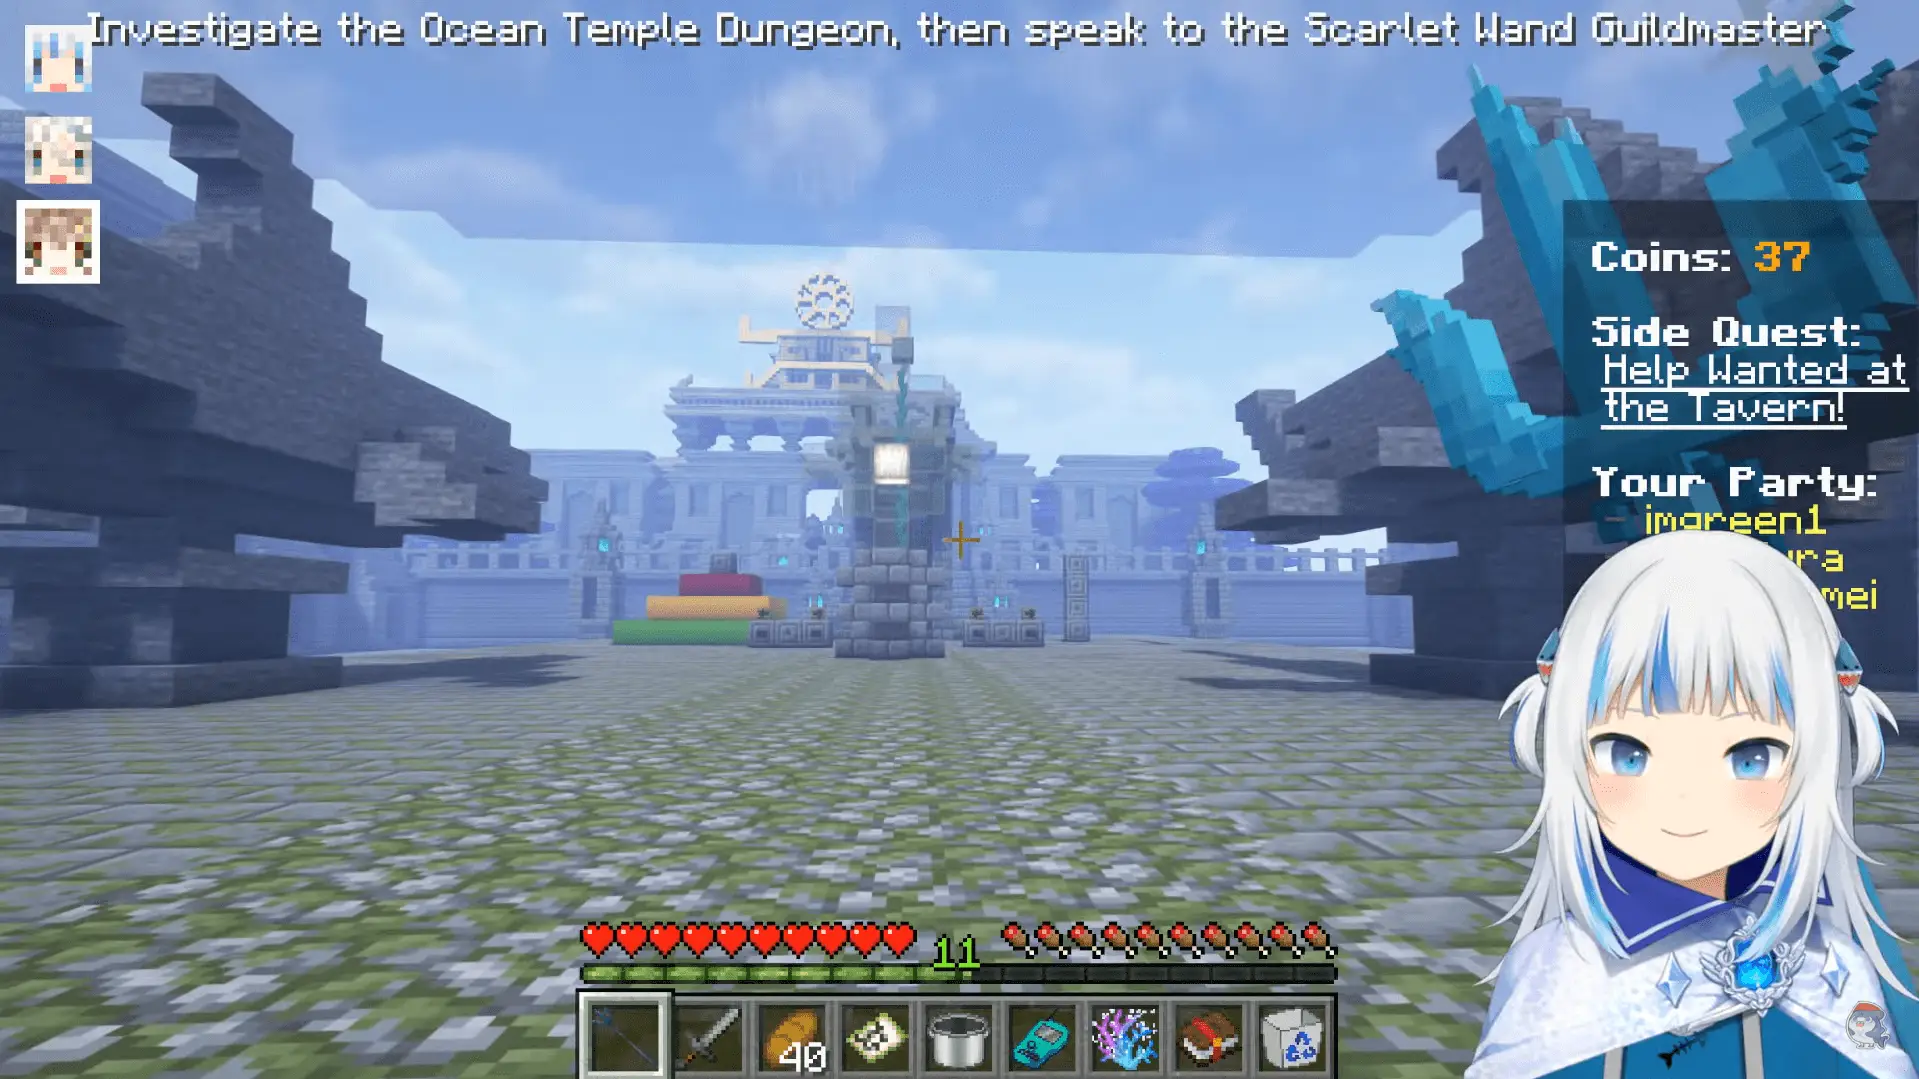 Investigate the Ocean Temple Dungeon, then speak to the Scarlet Wand Guildmaster
Coins: 37
Side Quest:
Help Wanted at
the Tavern!
Your Party:
- jmgreen1
11
40